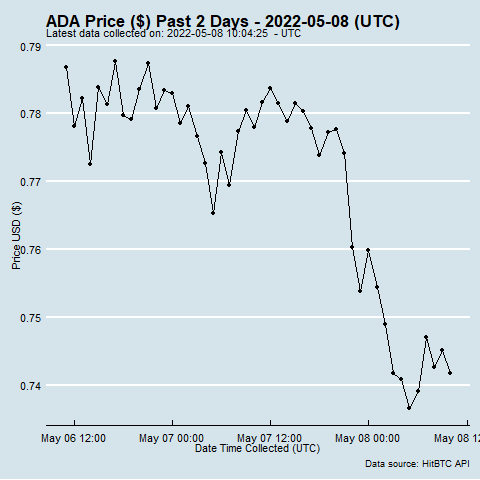 ADA Price ($) Past 2 Days - 2022-05-08 (UTC)
Latest data collected on: 2022-05-08 10:04:25 - UTC
0.79
0.78
0.77
0.76
0.75
0.74
Price USD ($)
May 06 12:00
May 07 00:00
May 07 12:00
May 08 00:00
May 08 12
Date Time Collected (UTC)
Data source: HitBTC API